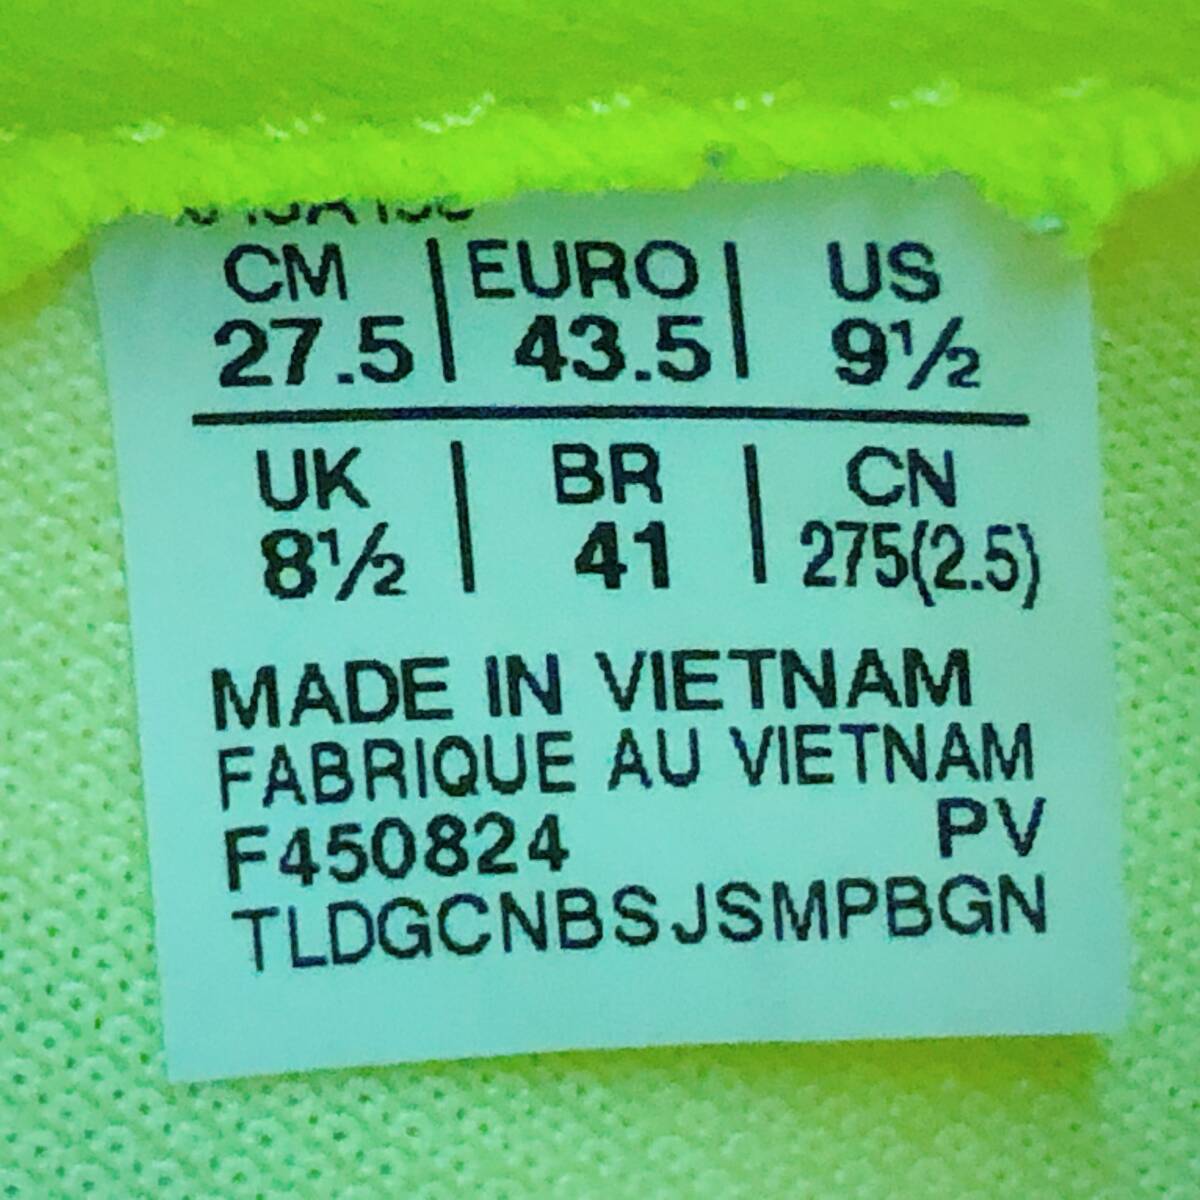 CM | EURO | US
27.5 | 43.5 | 9½
UK | BR | CN
8½ | 41 | 275(2.5)
MADE IN VIETNAM
FABRIQUE AU VIETNAM
F450824 PV
TLDGCNBSJSMPBGN